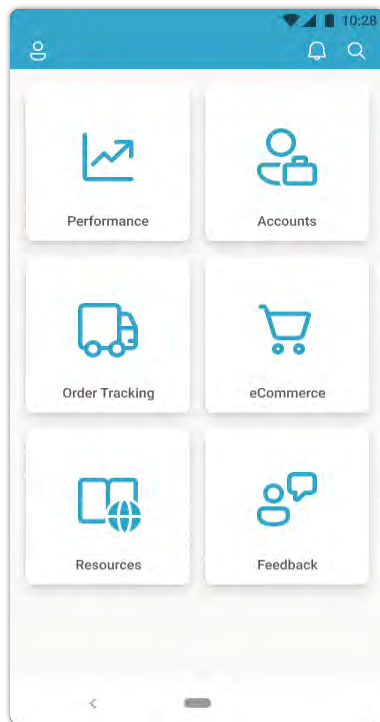 10:28
Performance
Accounts
Order Tracking
eCommerce
Resources
Feedback